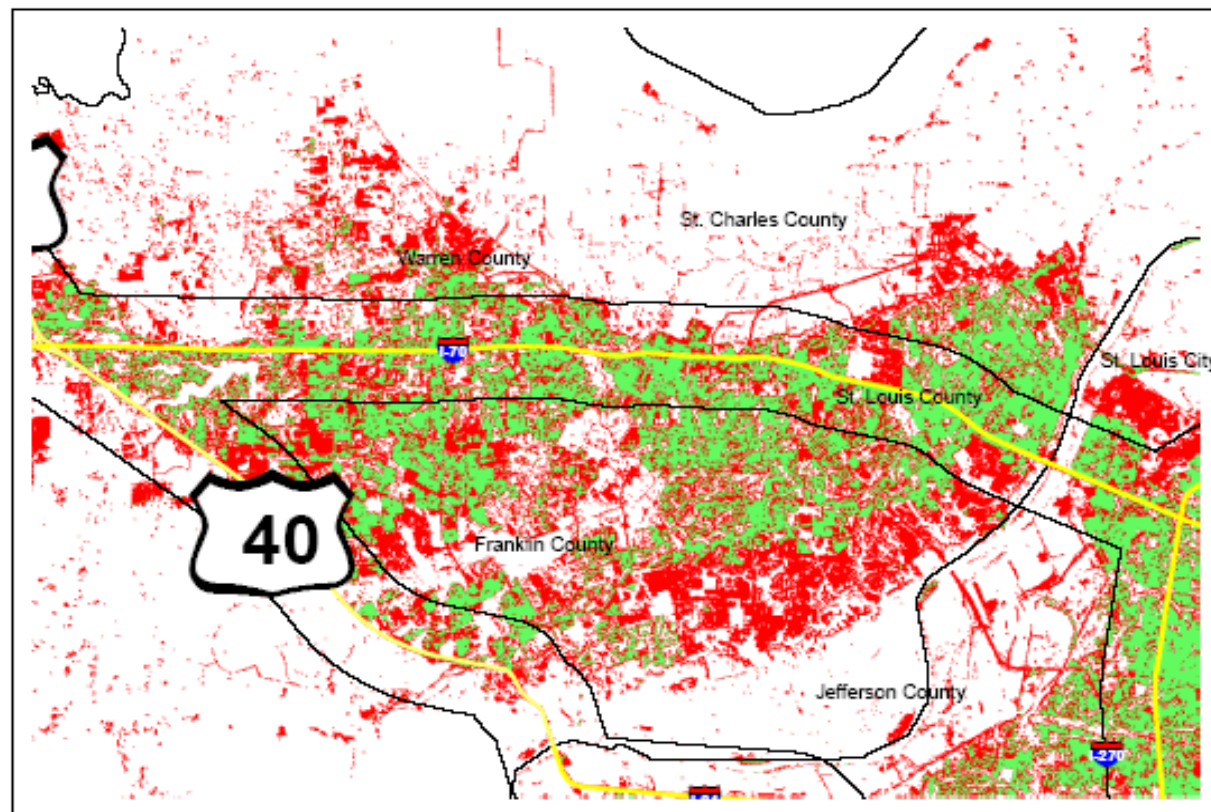 St. Charles County
Warren County
I-70
St. Louis City
St. Louis County
40
Franklin County
Jefferson County
I-270